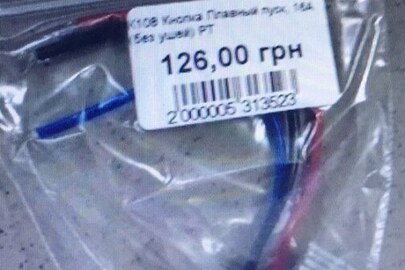 К108 Кнопка Плавный пуск, 16А
без ушей) РТ
126,00 грн
2 000005 313523